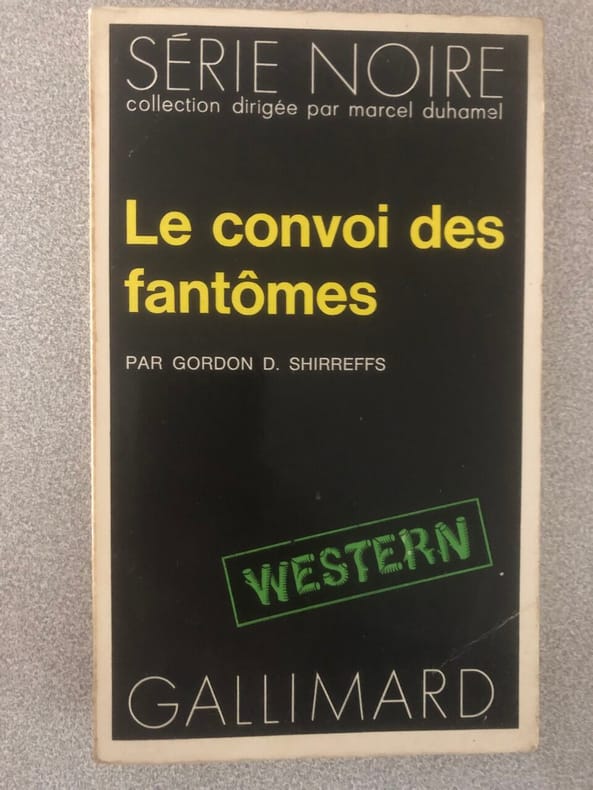 SÉRIE NOIRE
collection dirigée par marcel duhamel
Le convoi des
fantômes
PAR GORDON D. SHIRREFFS
WESTERN
GALLIMARD